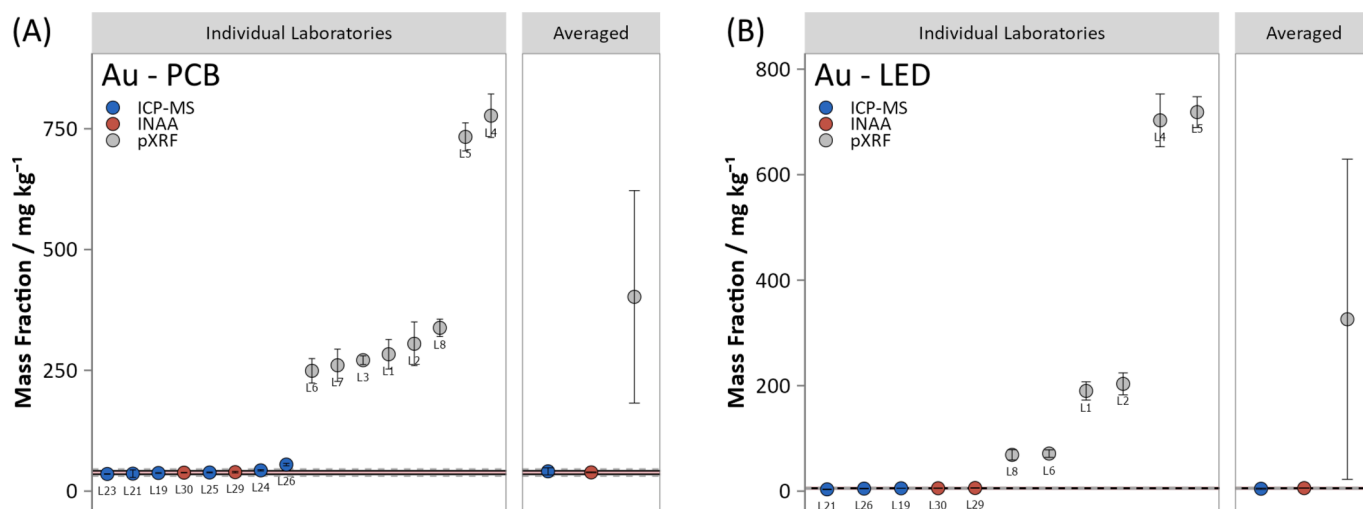 (A)
Individual Laboratories
Averaged
Au - PCB
ICP-MS
INAA
pXRF
Mass Fraction / mg kg⁻¹
750
500
250
0
L23
L21
L19
L30
L25
L29
L24
L26
L6
L7
L3
L1
L2
L8
L5
L4
(B)
Individual Laboratories
Averaged
Au - LED
ICP-MS
INAA
pXRF
Mass Fraction / mg kg⁻¹
800
600
400
200
0
L21
L26
L19
L30
L29
L8
L6
L1
L2
L4
L5